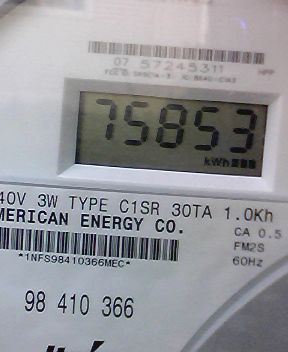 07 57245311
HPP
75853
kWh
40V 3W TYPE C1SR 30TA 1.0Kh
MERICAN ENERGY CO.
CA 0.5
FM2S
*1NFS98410366MEC*
60Hz
98 410 366